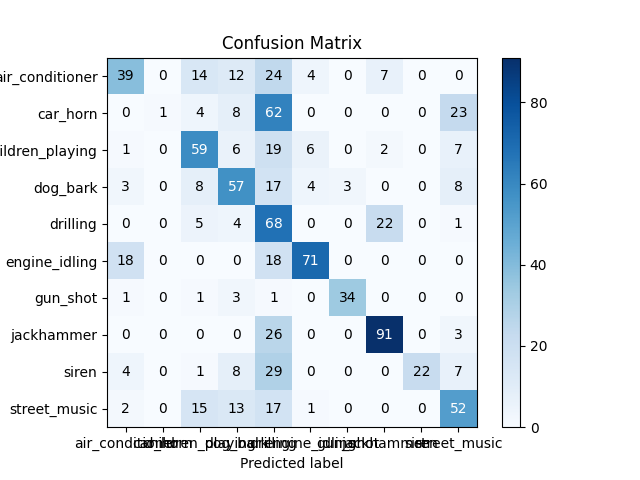 Confusion Matrix
air_conditioner 39 0 14 12 24 4 0 7 0 0
car_horn 0 1 4 8 62 0 0 0 0 23
ildren_playing 1 0 59 6 19 6 0 2 0 7
dog_bark 3 0 8 57 17 4 3 0 0 8
drilling 0 0 5 4 68 0 0 22 0 1
engine_idling 18 0 0 0 18 71 0 0 0 0
gun_shot 1 0 1 3 1 0 34 0 0 0
jackhammer 0 0 0 0 26 0 0 91 0 3
siren 4 0 1 8 29 0 0 0 22 7
street_music 2 0 15 13 17 1 0 0 0 52
80
60
40
20
0
street_music
Predicted label